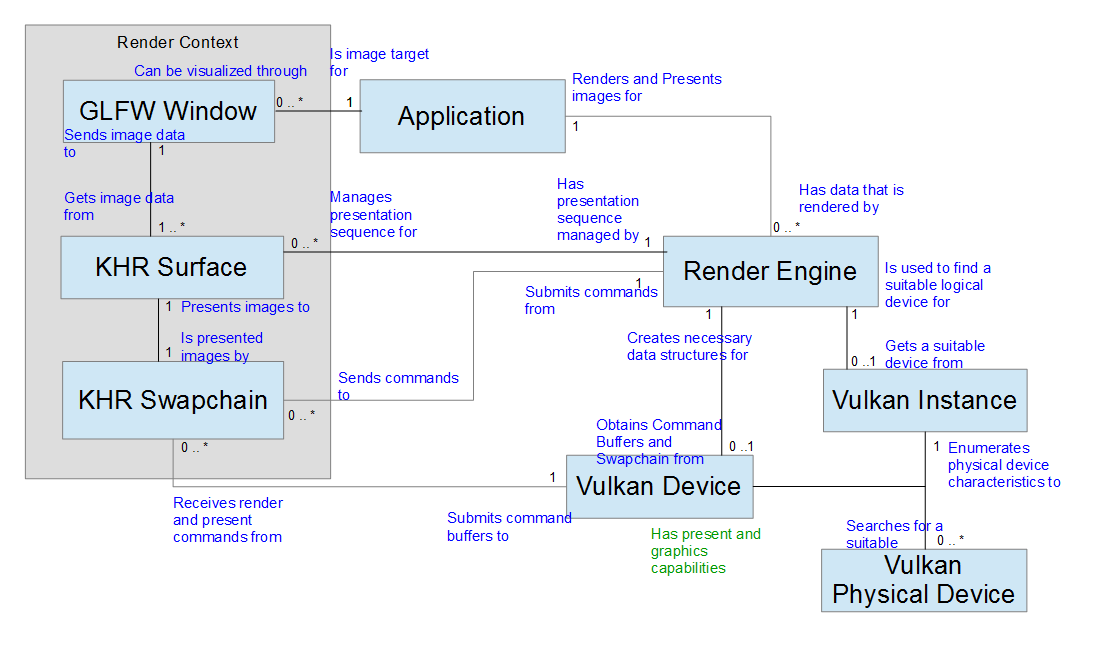 Render Context
Is image target
for
Can be visualized through
Renders and Presents
images for
GLFW Window
0 .. *
1
Application
1
Sends image data
to
1
Gets image data
from
1 .. *
Manages
presentation
sequence for
Has
presentation
sequence
managed by
Has data that is
rendered by
0 .. *
0 .. *
1
KHR Surface
Render Engine
Is used to find a
suitable logical
device for
1
Presents images to
Submits commands
from
1
1
1
Is presented
images by
1
Creates necessary
data structures for
Gets a suitable
device from
0 ..1
KHR Swapchain
Sends commands
to
0 .. *
Vulkan Instance
Obtains Command
Buffers and
Swapchain from
0 ..1
0 .. *
1
Enumerates
physical device
characteristics to
1
Vulkan Device
Receives render
and present
commands from
Submits command
buffers to
Has present and
graphics
capabilities
Searches for a
suitable
0 .. *
Vulkan
Physical Device